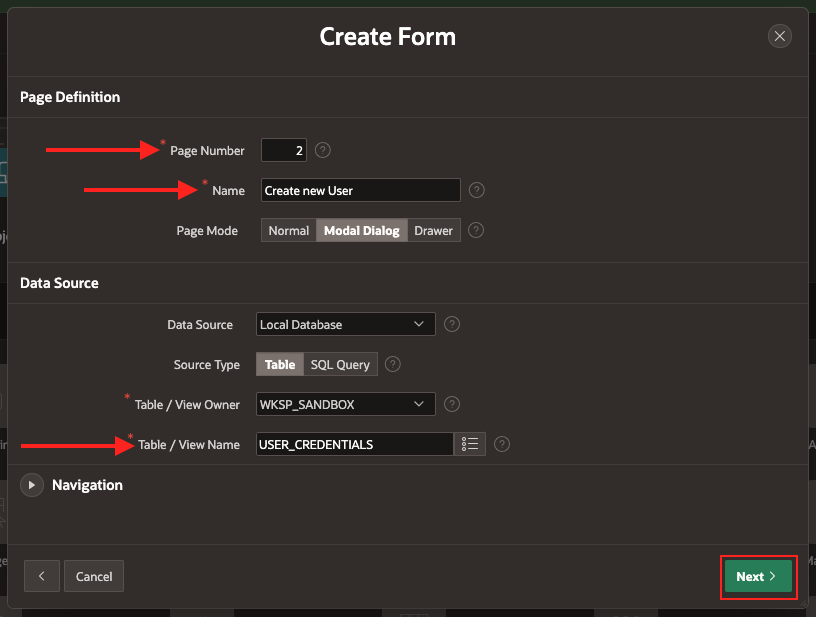 Create Form
Page Definition
* Page Number 2 ?
* Name Create new User ?
Page Mode Normal Modal Dialog Drawer ?
Data Source
Data Source Local Database ?
Source Type Table SQL Query ?
* Table / View Owner WKSP_SANDBOX ?
* Table / View Name USER_CREDENTIALS ?
Navigation
Cancel
Next